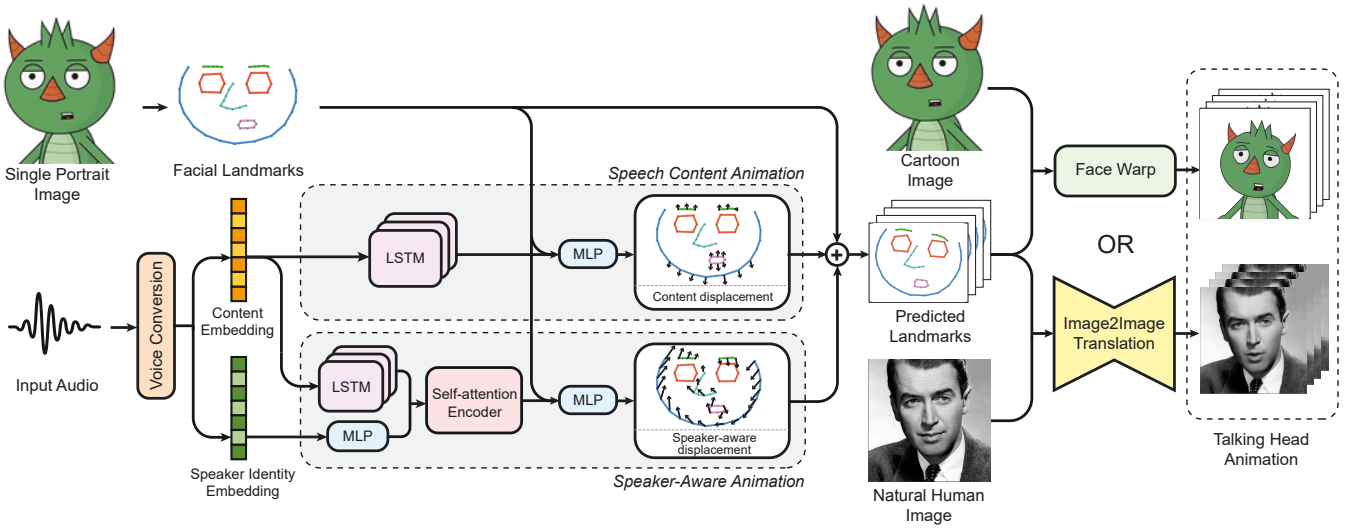 Single Portrait
Image
Facial Landmarks
Input Audio
Voice Conversion
Content
Embedding
Speaker Identity
Embedding
Speech Content Animation
LSTM
MLP
Content displacement
LSTM
MLP
Self-attention
Encoder
MLP
Speaker-aware
displacement
Speaker-Aware Animation
+
Cartoon
Image
Predicted
Landmarks
Natural Human
Image
Face Warp
OR
Image2Image
Translation
Talking Head
Animation